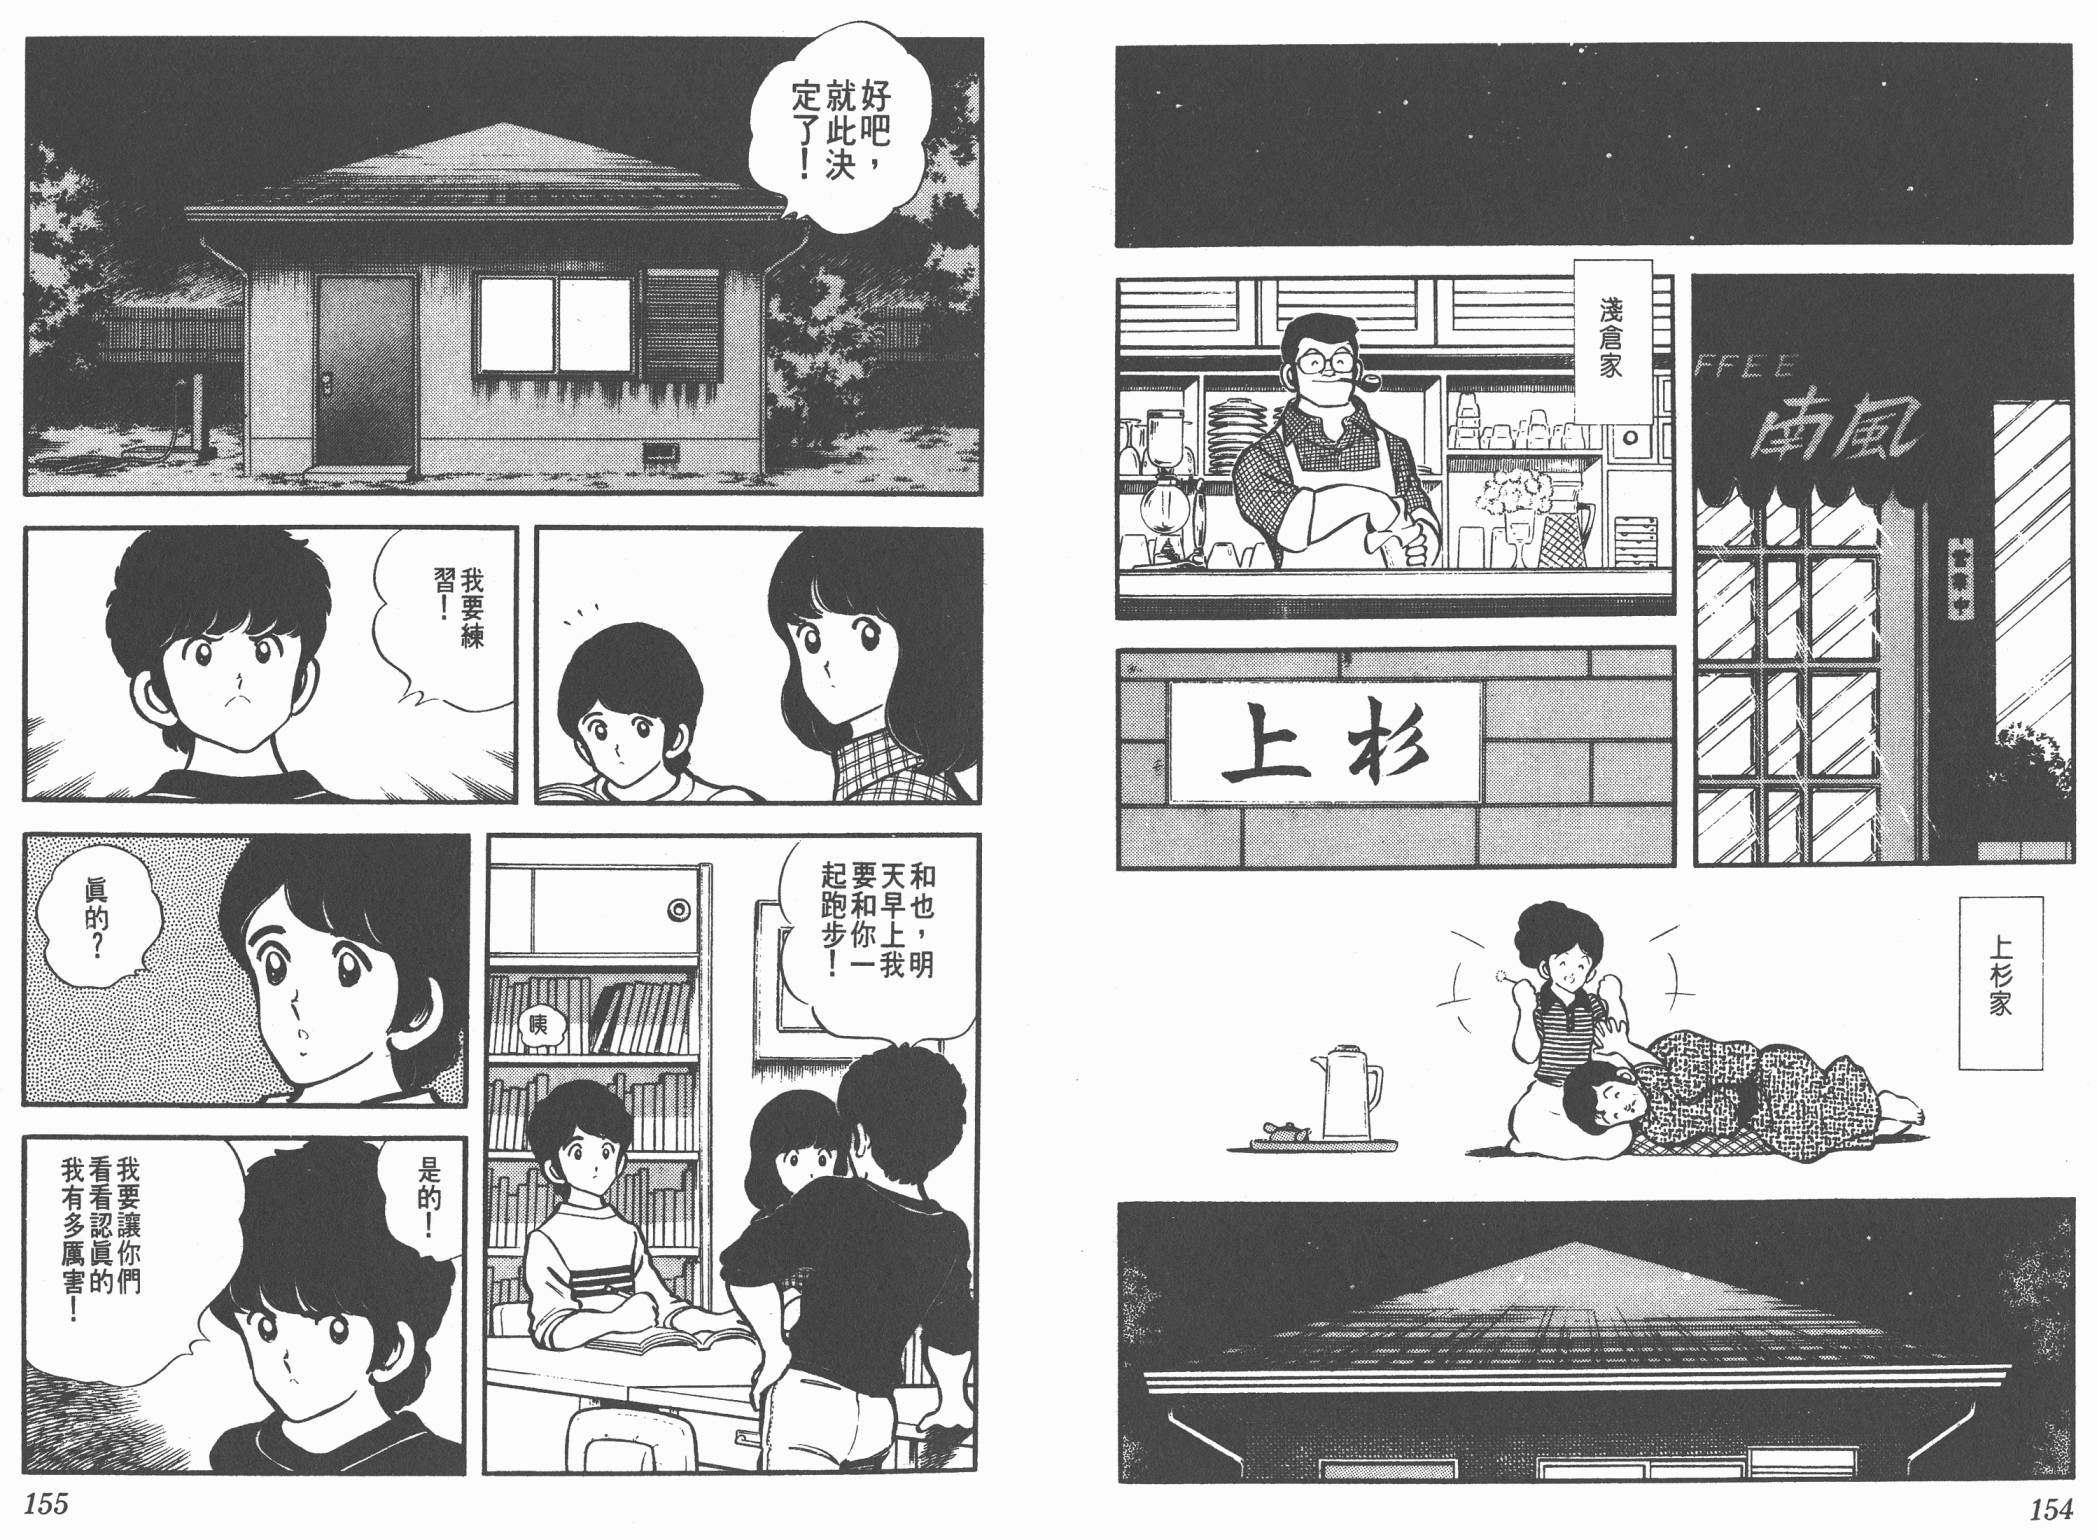 FFEE
南風
營業中
淺倉家
上杉
上杉家
154
好吧，
就此決
定了！
我要練
習！
和也，明
天早上我
要和你一
起跑步！
咦
眞的？
是的！
我要讓你們
看看認眞的
我有多厲害！
155